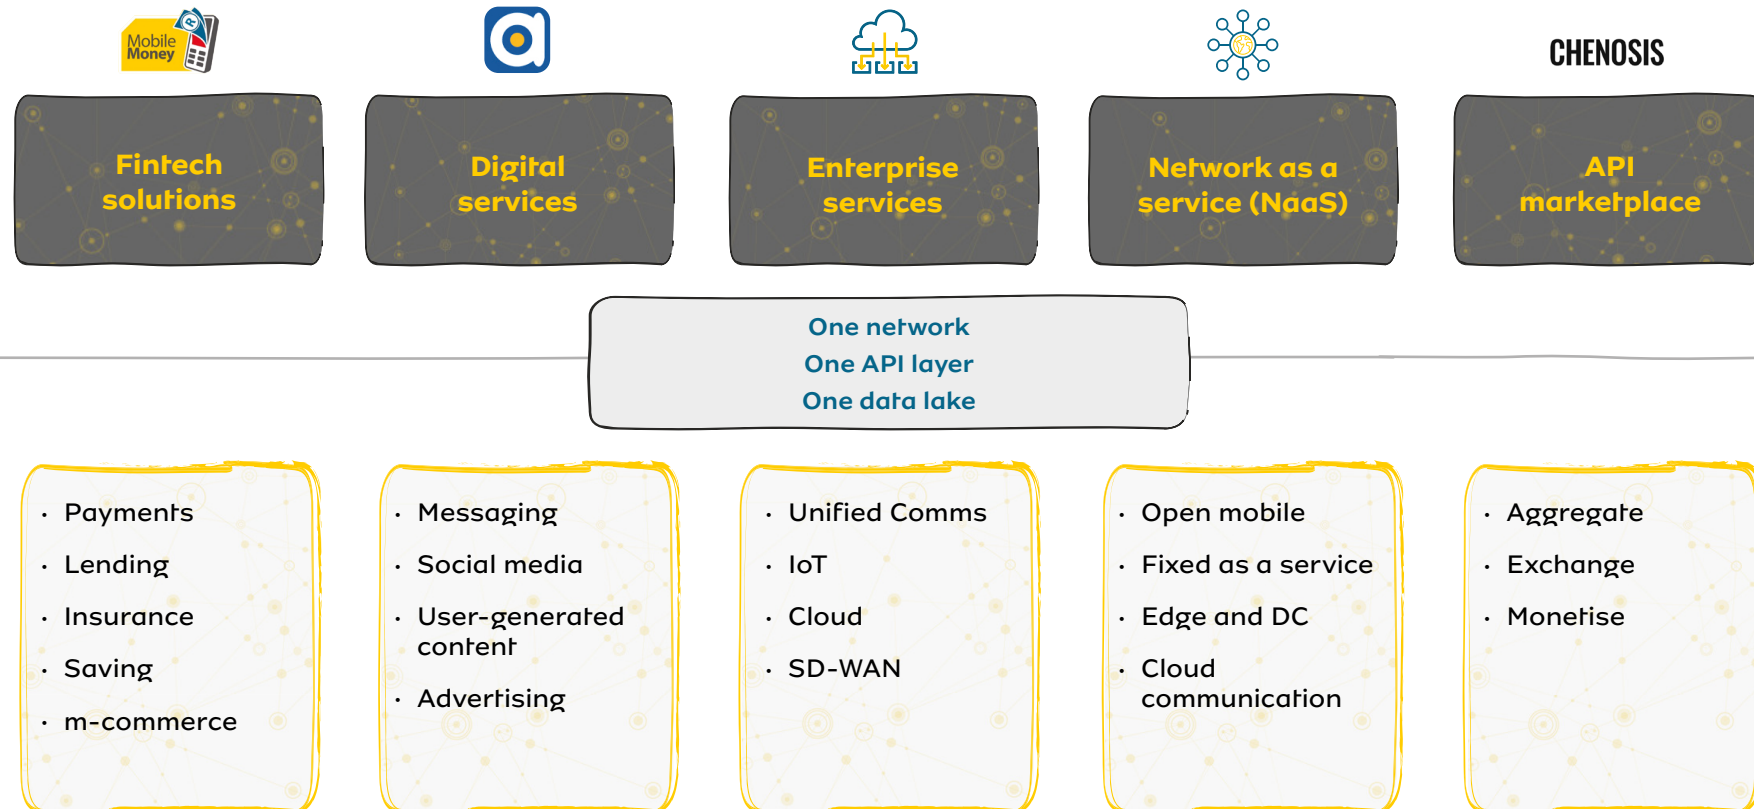 Mobile
Money
CHENOSIS
Fintech
solutions
Digital
services
Enterprise
services
Network as a
service (NaaS)
API
marketplace
One network
One API layer
One data lake
· Payments
· Lending
· Insurance
· Saving
· m-commerce
· Messaging
· Social media
· User-generated
content
· Advertising
· Unified Comms
· IoT
· Cloud
· SD-WAN
· Open mobile
· Fixed as a service
· Edge and DC
· Cloud
communication
· Aggregate
· Exchange
· Monetise